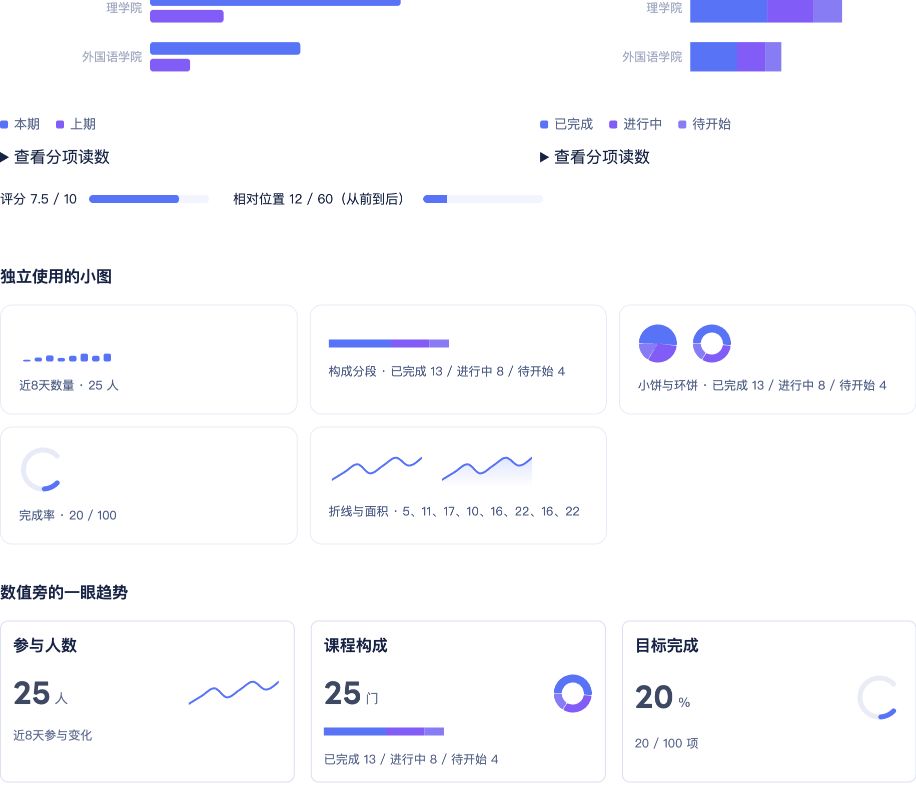 理学院
理学院
外国语学院
外国语学院
本期 上期
已完成 进行中 待开始
▶ 查看分项读数
▶ 查看分项读数
评分 7.5 / 10
相对位置 12 / 60（从前到后）
独立使用的小图
近8天数量 · 25 人
构成分段 · 已完成 13 / 进行中 8 / 待开始 4
小饼与环饼 · 已完成 13 / 进行中 8 / 待开始 4
完成率 · 20 / 100
折线与面积 · 5、11、17、10、16、22、16、22
数值旁的一眼趋势
参与人数
25 人
近8天参与变化
课程构成
25 门
已完成 13 / 进行中 8 / 待开始 4
目标完成
20 %
20 / 100 项